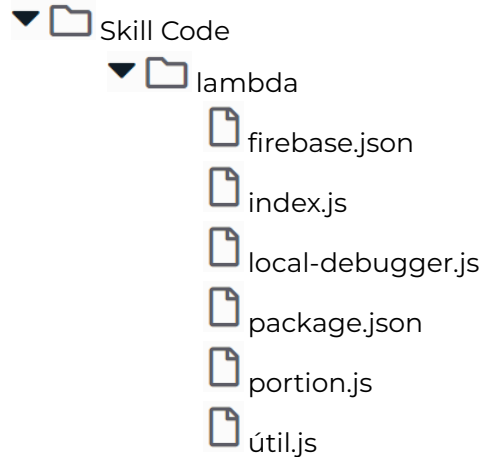 Skill Code
lambda
firebase.json
index.js
local-debugger.js
package.json
portion.js
útil.js